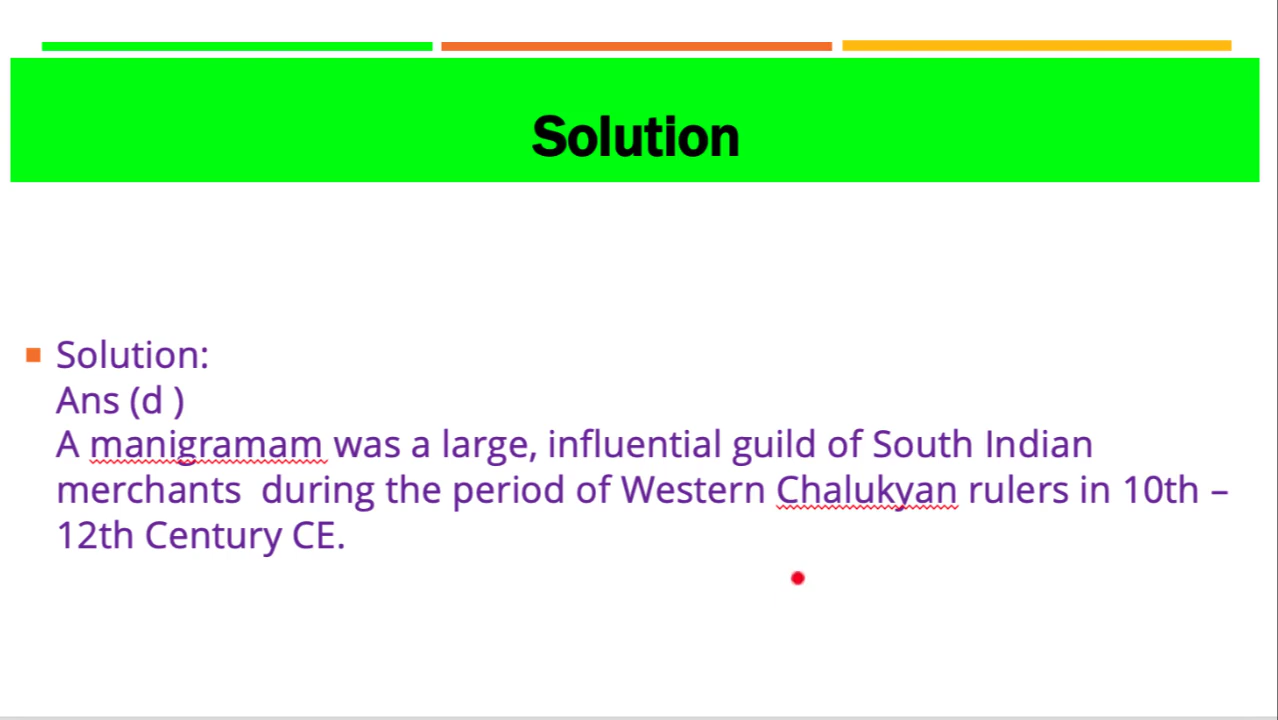 Solution
Solution:
Ans (d )
A manigramam was a large, influential guild of South Indian
merchants  during the period of Western Chalukyan rulers in 10th –
12th Century CE.